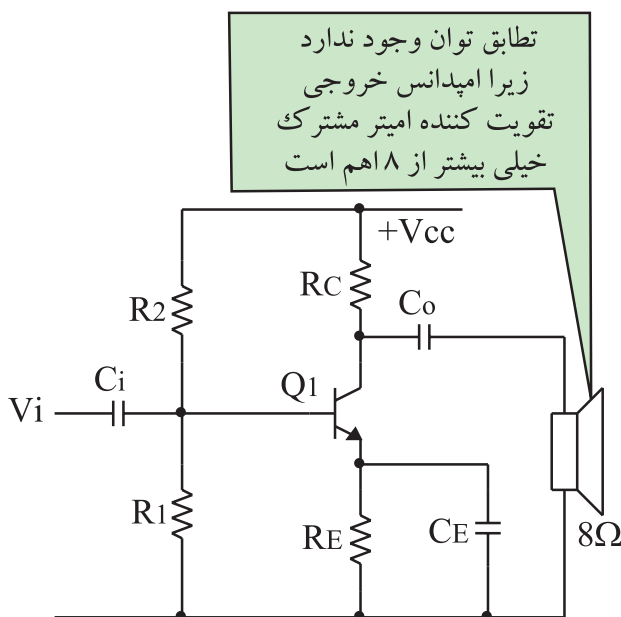 تطابق توان وجود ندارد
زیرا امپدانس خروجی
تقویت کننده امیتر مشترك
خیلی بیشتر از ۸ اهم است
+Vcc
RC
R2
Co
Ci
Q1
Vi
R1
RE
CE
8Ω